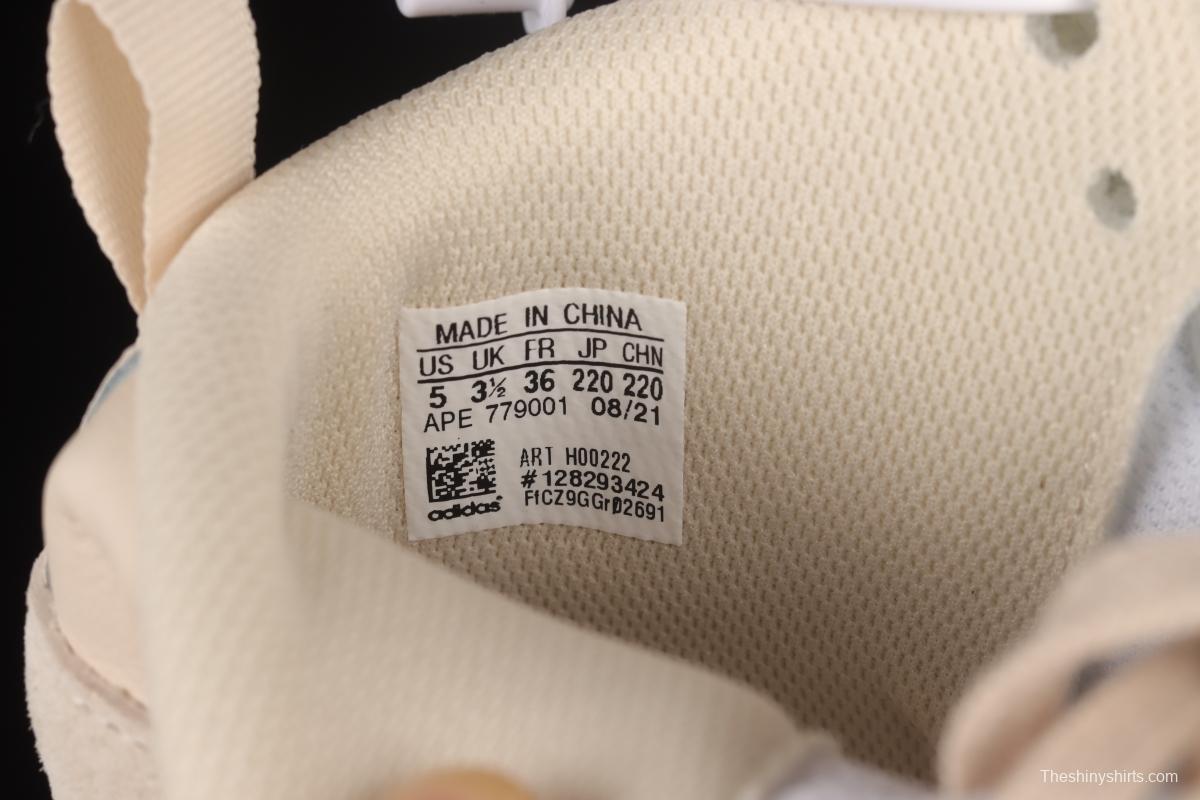 MADE IN CHINA
US UK FR JP CHN
5 3½ 36 220 220
APE 779001 08/21
ART H00222
#128293424
FfCZ9GGrD2691
adidas
Theshinyshirts.com